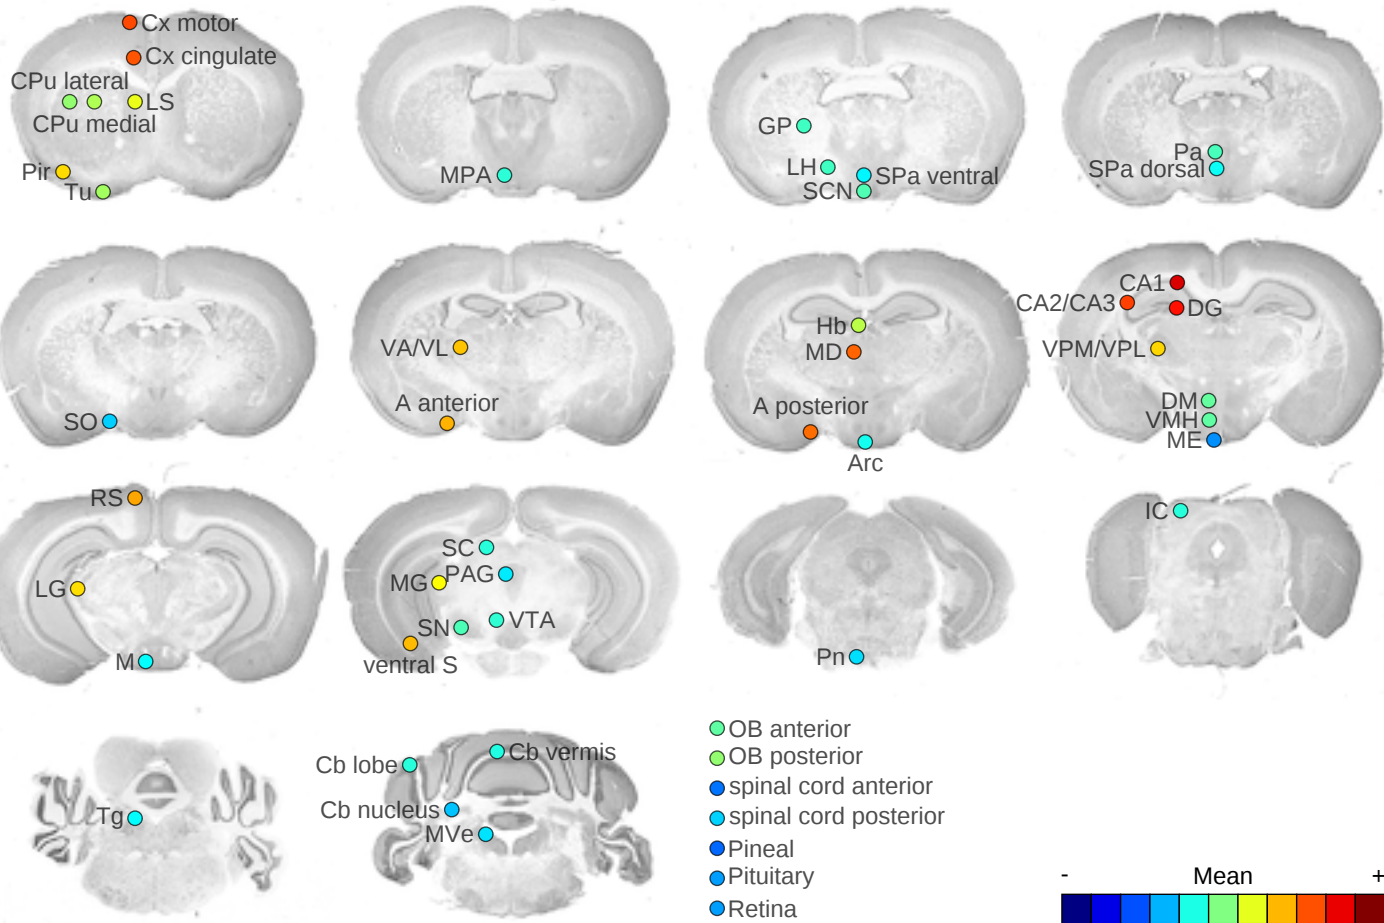 Cx motor
Cx cingulate
CPu lateral
LS
CPu medial
Pir
Tu
MPA
GP
LH
SPa ventral
SCN
Pa
SPa dorsal
SO
VA/VL
A anterior
Hb
MD
A posterior
Arc
CA1
CA2/CA3
DG
VPM/VPL
DM
VMH
ME
RS
LG
M
SC
MG
PAG
SN
VTA
ventral S
Pn
IC
Tg
Cb lobe
Cb vermis
Cb nucleus
MVe
OB anterior
OB posterior
spinal cord anterior
spinal cord posterior
Pineal
Pituitary
Retina
- Mean +